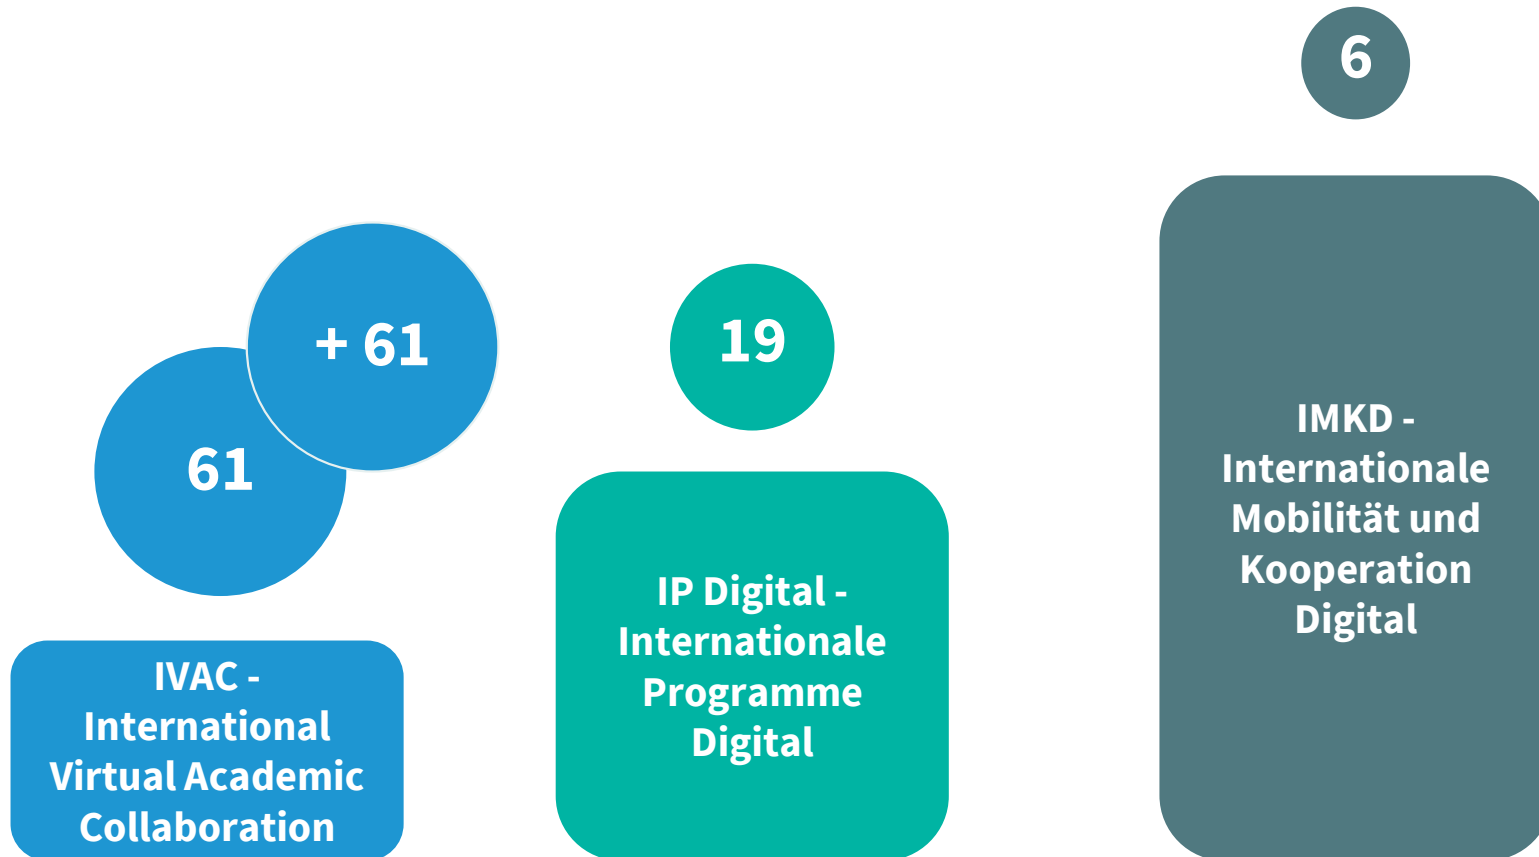 61
+ 61
IVAC -
International
Virtual Academic
Collaboration
19
IP Digital -
Internationale
Programme
Digital
6
IMKD -
Internationale
Mobilität und
Kooperation
Digital